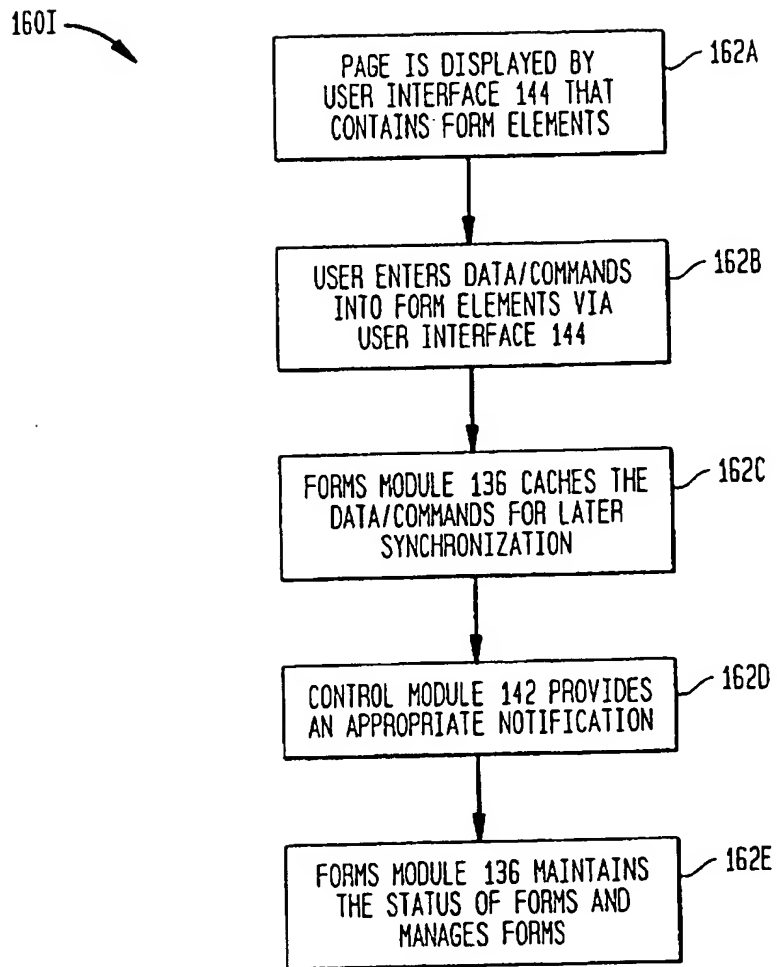 160I
PAGE IS DISPLAYED BY
USER INTERFACE 144 THAT
CONTAINS FORM ELEMENTS
162A
USER ENTERS DATA/COMMANDS
INTO FORM ELEMENTS VIA
USER INTERFACE 144
162B
FORMS MODULE 136 CACHES THE
DATA/COMMANDS FOR LATER
SYNCHRONIZATION
162C
CONTROL MODULE 142 PROVIDES
AN APPROPRIATE NOTIFICATION
162D
FORMS MODULE 136 MAINTAINS
THE STATUS OF FORMS AND
MANAGES FORMS
162E